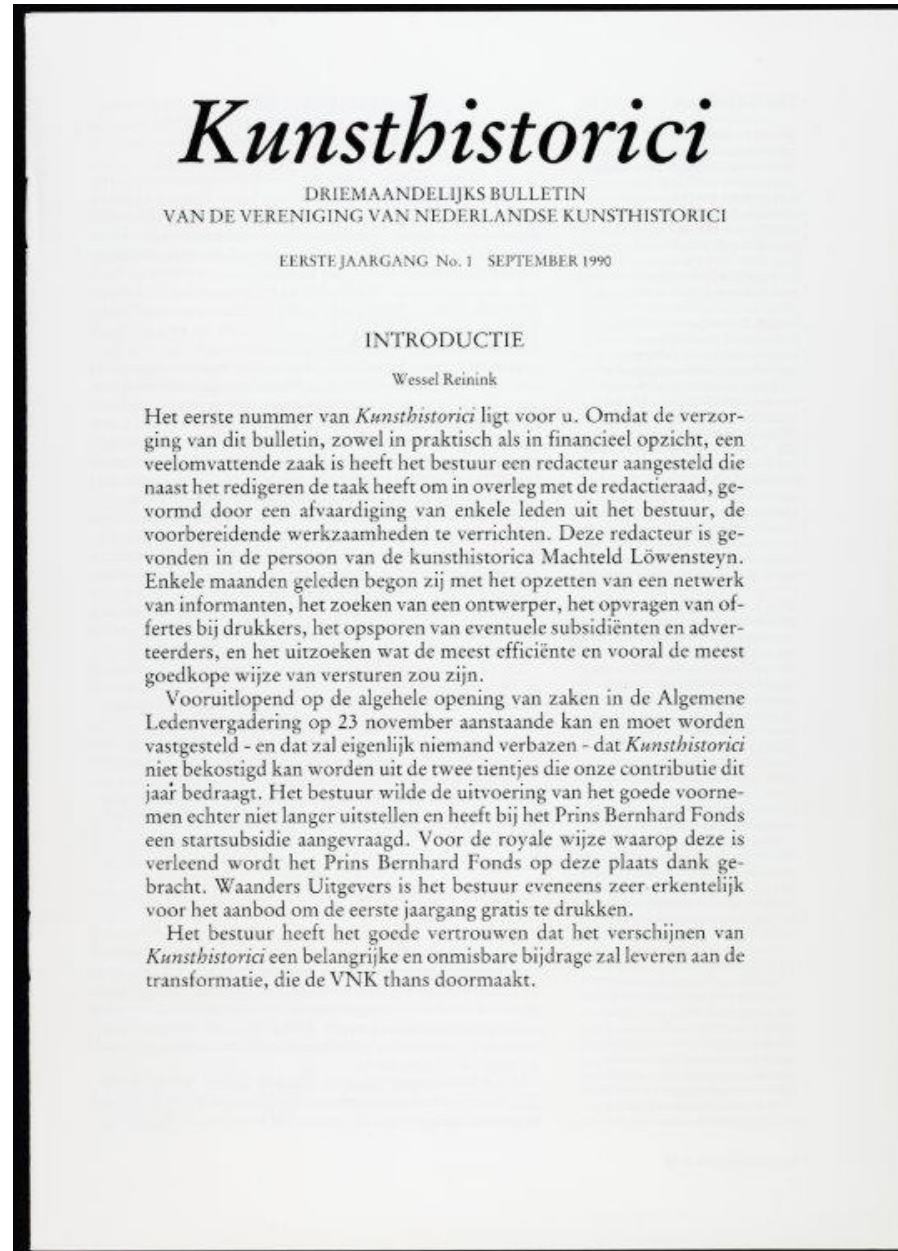 Kunsthistorici
DRIEMAANDELIJKS BULLETIN
VAN DE VERENIGING VAN NEDERLANDSE KUNSTHISTORICI
EERSTE JAARGANG No. 1 SEPTEMBER 1990
INTRODUCTIE
Wessel Reinink
Het eerste nummer van Kunsthistorici ligt voor u. Omdat de verzor-
ging van dit bulletin, zowel in praktisch als in financieel opzicht, een
veelomvattende zaak is heeft het bestuur een redacteur aangesteld die
naast het redigeren de taak heeft om in overleg met de redactieraad, ge-
vormd door een afvaardiging van enkele leden uit het bestuur, de
voorbereidende werkzaamheden te verrichten. Deze redacteur is ge-
vonden in de persoon van de kunsthistorica Machteld Löwensteyn.
Enkele maanden geleden begon zij met het opzetten van een netwerk
van informanten, het zoeken van een ontwerper, het opvragen van of-
fertes bij drukkers, het opsporen van eventuele subsidiënten en adver-
teerders, en het uitzoeken wat de meest efficiënte en vooral de meest
goedkope wijze van versturen zou zijn.
Vooruitlopend op de algehele opening van zaken in de Algemene
Ledenvergadering op 23 november aanstaande kan en moet worden
vastgesteld - en dat zal eigenlijk niemand verbazen - dat Kunsthistorici
niet bekostigd kan worden uit de twee tientjes die onze contributie dit
jaar bedraagt. Het bestuur wilde de uitvoering van het goede voorne-
men echter niet langer uitstellen en heeft bij het Prins Bernhard Fonds
een startsubsidie aangevraagd. Voor de royale wijze waarop deze is
verleend wordt het Prins Bernhard Fonds op deze plaats dank ge-
bracht. Waanders Uitgevers is het bestuur eveneens zeer erkentelijk
voor het aanbod om de eerste jaargang gratis te drukken.
Het bestuur heeft het goede vertrouwen dat het verschijnen van
Kunsthistorici een belangrijke en onmisbare bijdrage zal leveren aan de
transformatie, die de VNK thans doormaakt.